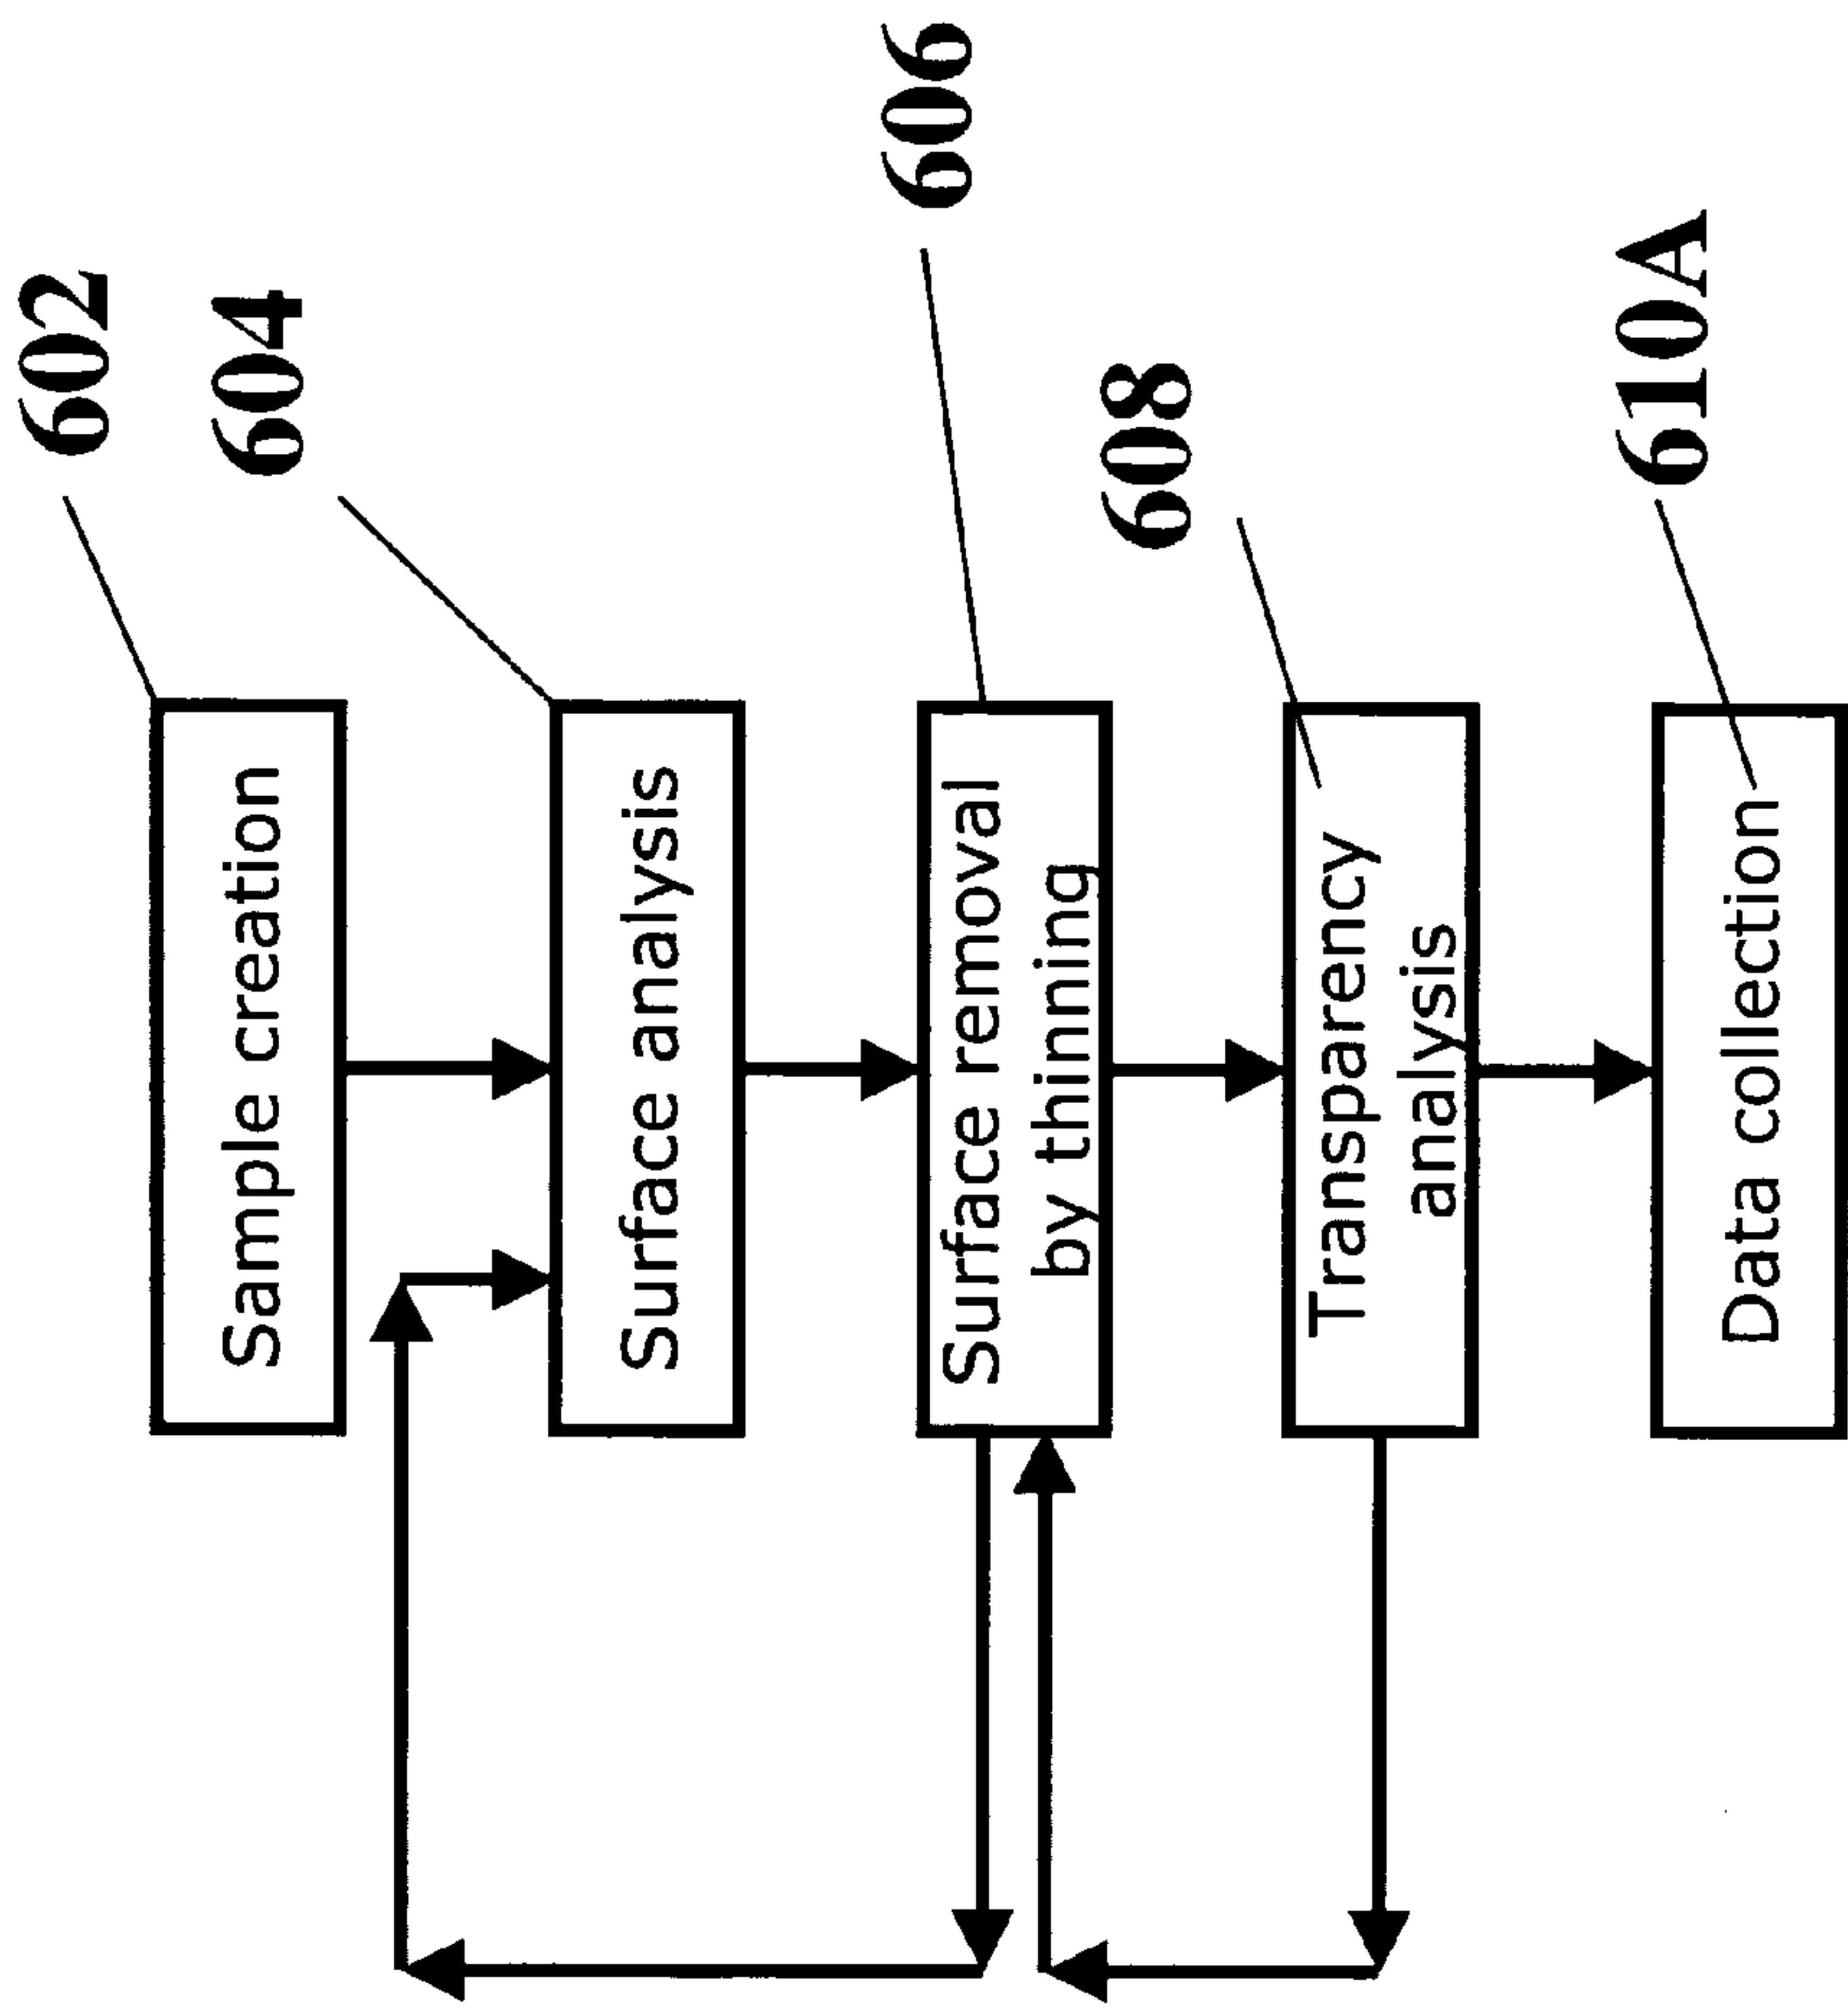 602
Sample creation
604
Surface analysis
606
Surface removal
by thinning
608
Transparency
analysis
610A
Data collection